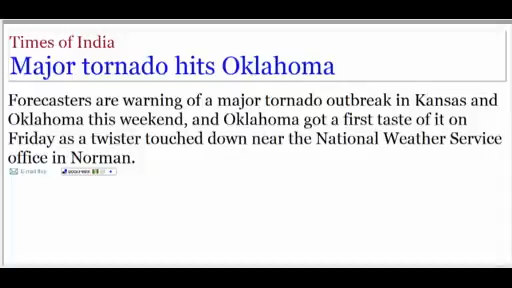 Times of India
Major tornado hits Oklahoma
Forecasters are warning of a major tornado outbreak in Kansas and
Oklahoma this weekend, and Oklahoma got a first taste of it on
Friday as a twister touched down near the National Weather Service
office in Norman.
E-mail this